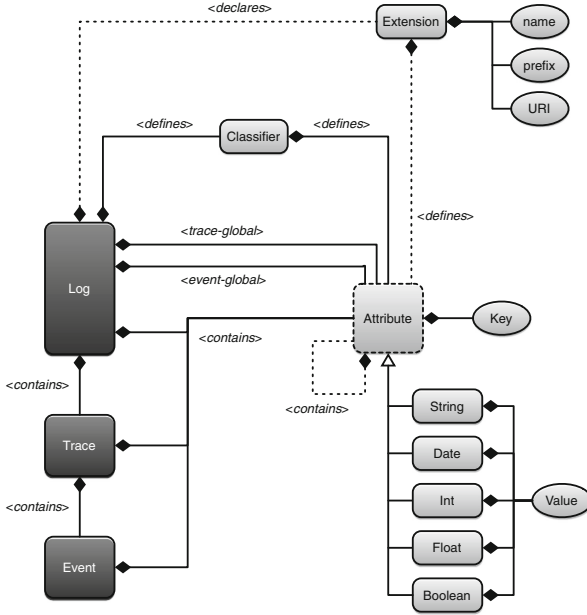 <declares>
Extension
name
prefix
URI
<defines>
Classifier
<defines>
<defines>
<trace-global>
<event-global>
Log
Attribute
Key
<contains>
<contains>
<contains>
Trace
String
Date
<contains>
Int
Value
Event
Float
Boolean